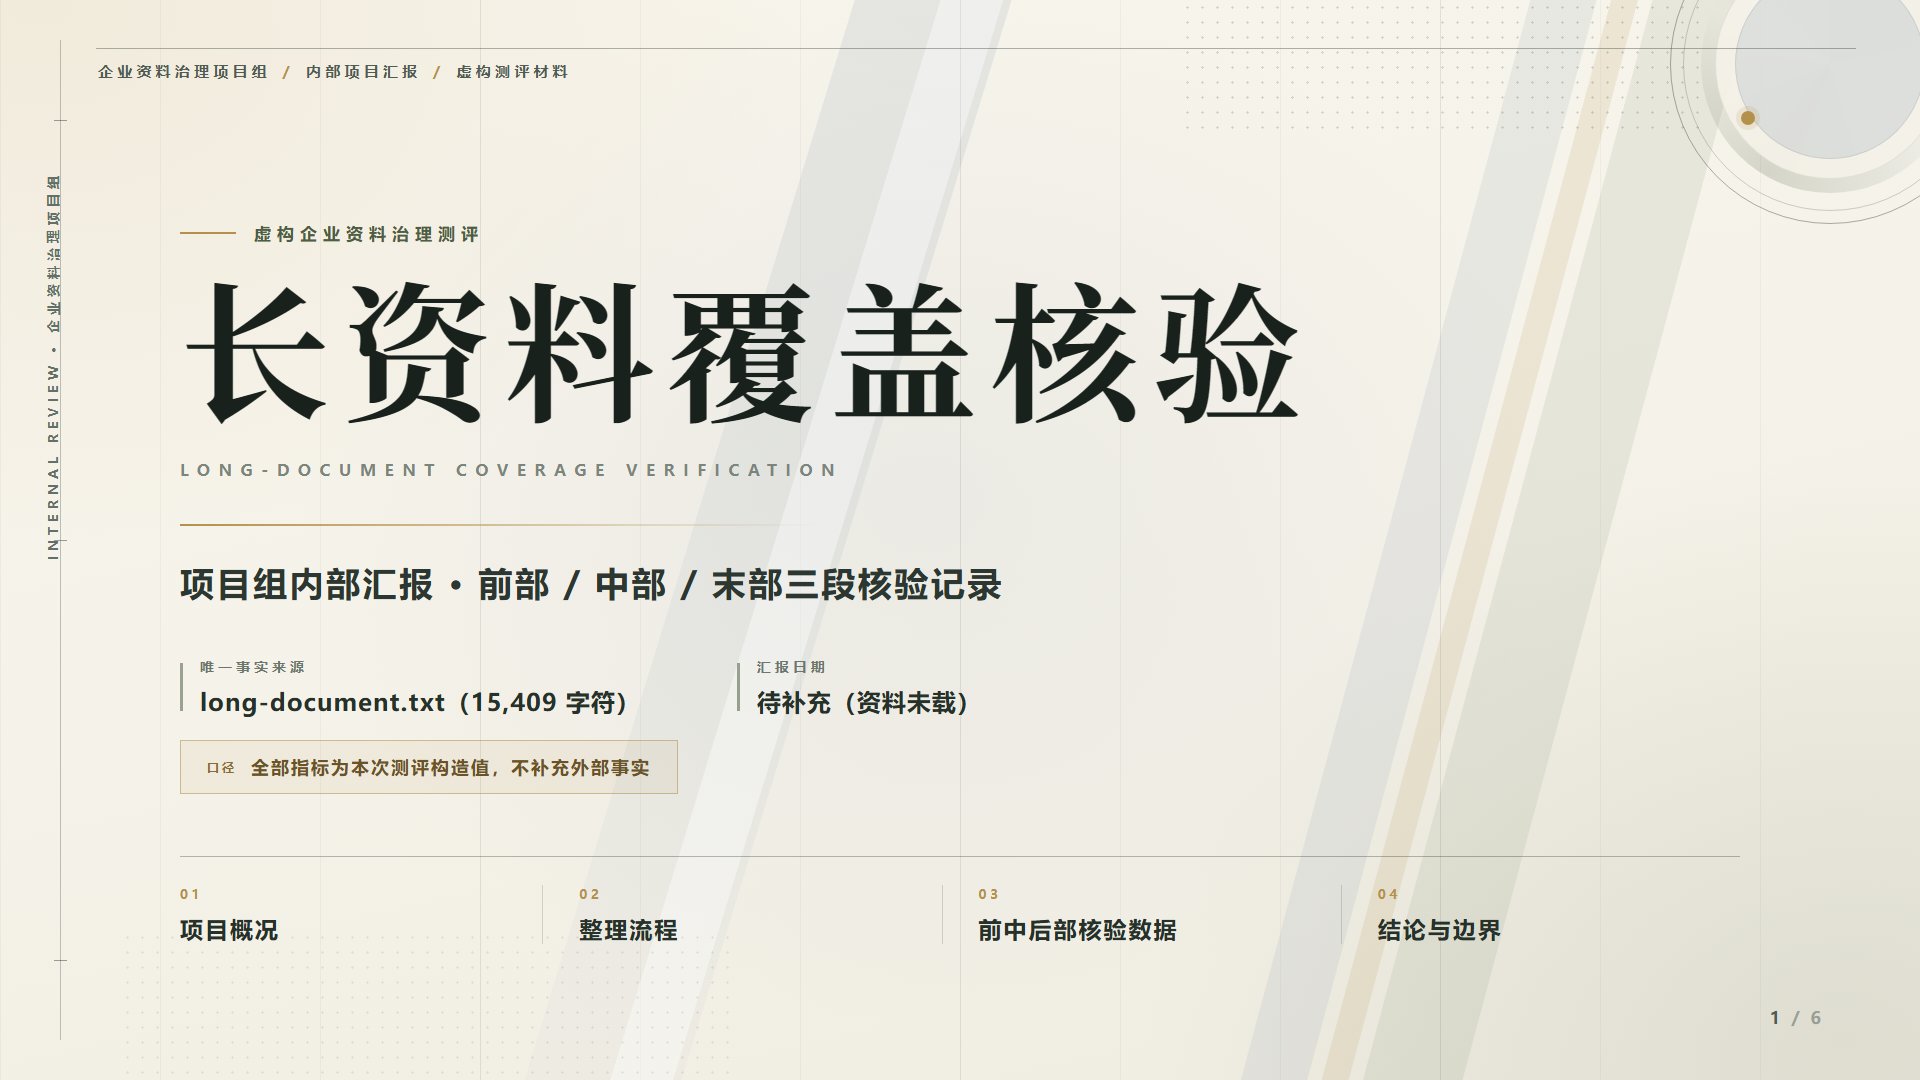 企业资料治理项目组 / 内部项目汇报 / 虚构测评材料
INTERNAL REVIEW · 企业资料治理项目组
虚构企业资料治理测评
长资料覆盖核验
LONG-DOCUMENT COVERAGE VERIFICATION
项目组内部汇报 · 前部 / 中部 / 末部三段核验记录
唯一事实来源
long-document.txt（15,409 字符）
汇报日期
待补充（资料未载）
口径 全部指标为本次测评构造值，不补充外部事实
01
项目概况
02
整理流程
03
前中后部核验数据
04
结论与边界
1 / 6